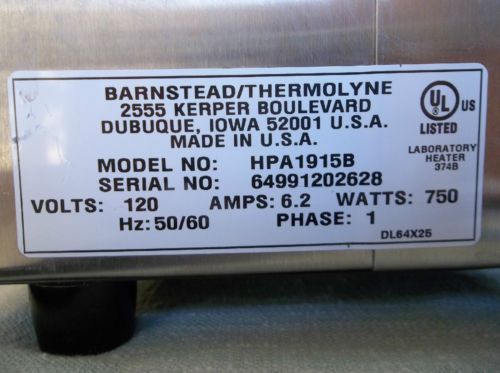 BARNSTEAD/THERMOLYNE
2555 KERPER BOULEVARD
DUBUQUE, IOWA 52001 U.S.A.
MADE IN U.S.A.
MODEL NO: HPA1915B
SERIAL NO: 64991202628
VOLTS: 120 AMPS: 6.2 WATTS: 750
Hz: 50/60 PHASE: 1
UL US
LISTED
LABORATORY
HEATER
374B
DL64X25